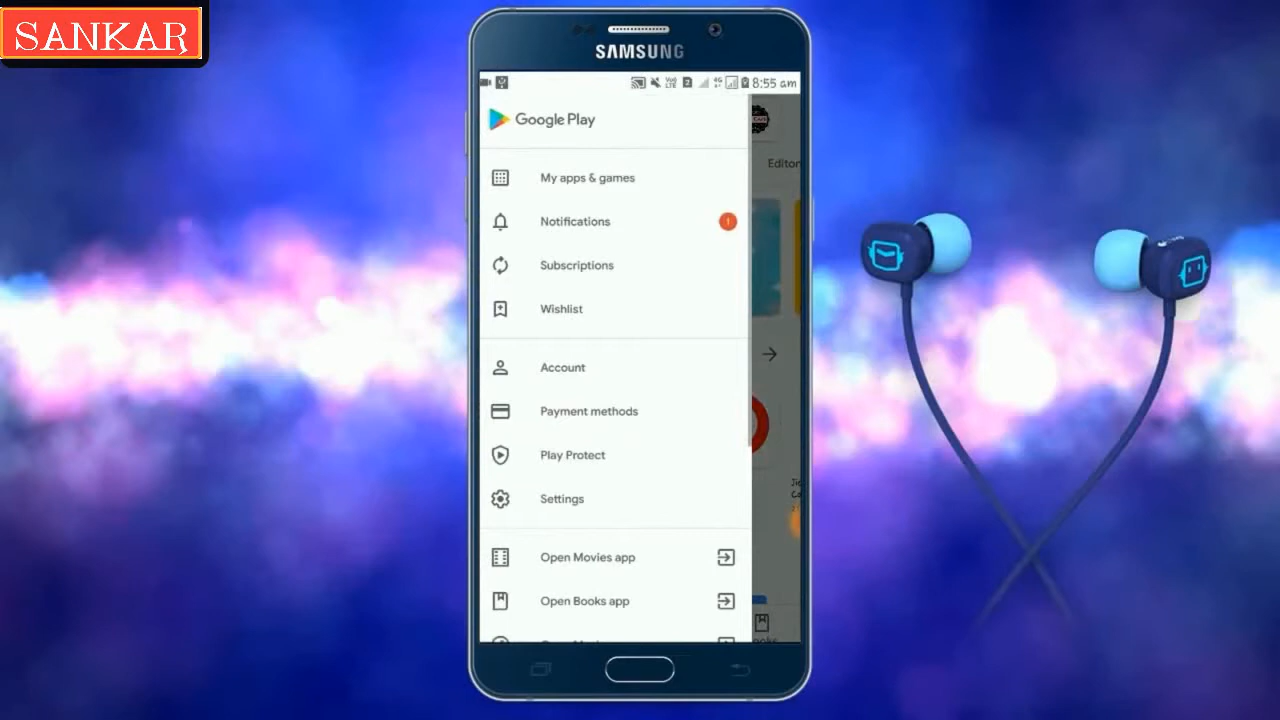 SANKAR
SAMSUNG
8:55 am
Google Play
Editor
My apps & games
Notifications
Subscriptions
Wishlist
Account
Payment methods
Play Protect
Settings
Open Movies app
Open Books app